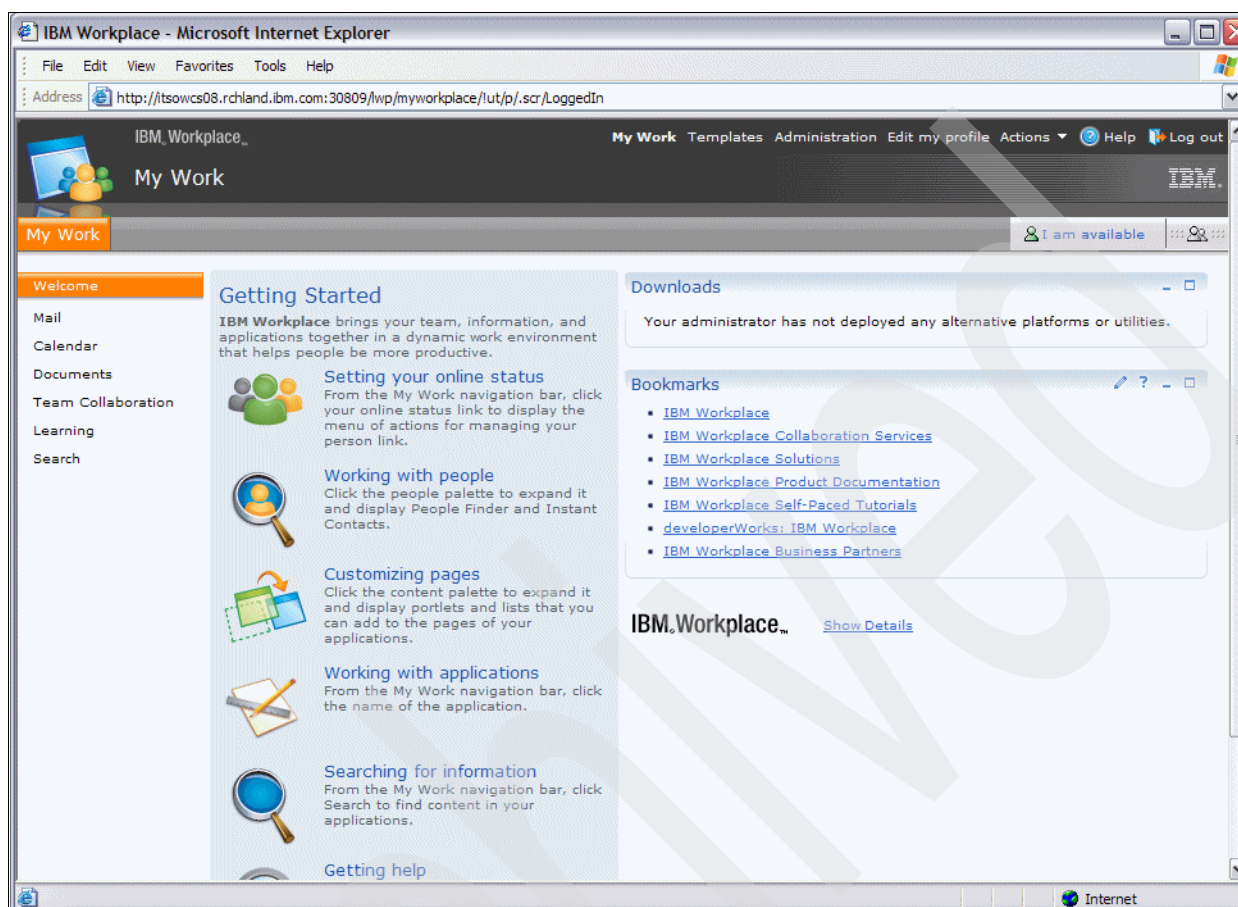 IBM Workplace - Microsoft Internet Explorer
File Edit View Favorites Tools Help
Address http://itsowcs08.rchland.ibm.com:30809/lwp/myworkplace/!ut/p/.scr/LoggedIn
IBM Workplace
My Work Templates Administration Edit my profile Actions Help Log out
My Work
IBM
My Work
I am available
Welcome
Mail
Calendar
Documents
Team Collaboration
Learning
Search
Getting Started
IBM Workplace brings your team, information, and
applications together in a dynamic work environment
that helps people be more productive.
Setting your online status
From the My Work navigation bar, click
your online status link to display the
menu of actions for managing your
person link.
Working with people
Click the people palette to expand it
and display People Finder and Instant
Contacts.
Customizing pages
Click the content palette to expand it
and display portlets and lists that you
can add to the pages of your
applications.
Working with applications
From the My Work navigation bar, click
the name of the application.
Searching for information
From the My Work navigation bar, click
Search to find content in your
applications.
Getting help
Downloads
Your administrator has not deployed any alternative platforms or utilities.
Bookmarks
IBM Workplace
IBM Workplace Collaboration Services
IBM Workplace Solutions
IBM Workplace Product Documentation
IBM Workplace Self-Paced Tutorials
developerWorks: IBM Workplace
IBM Workplace Business Partners
IBM Workplace™ Show Details
Internet